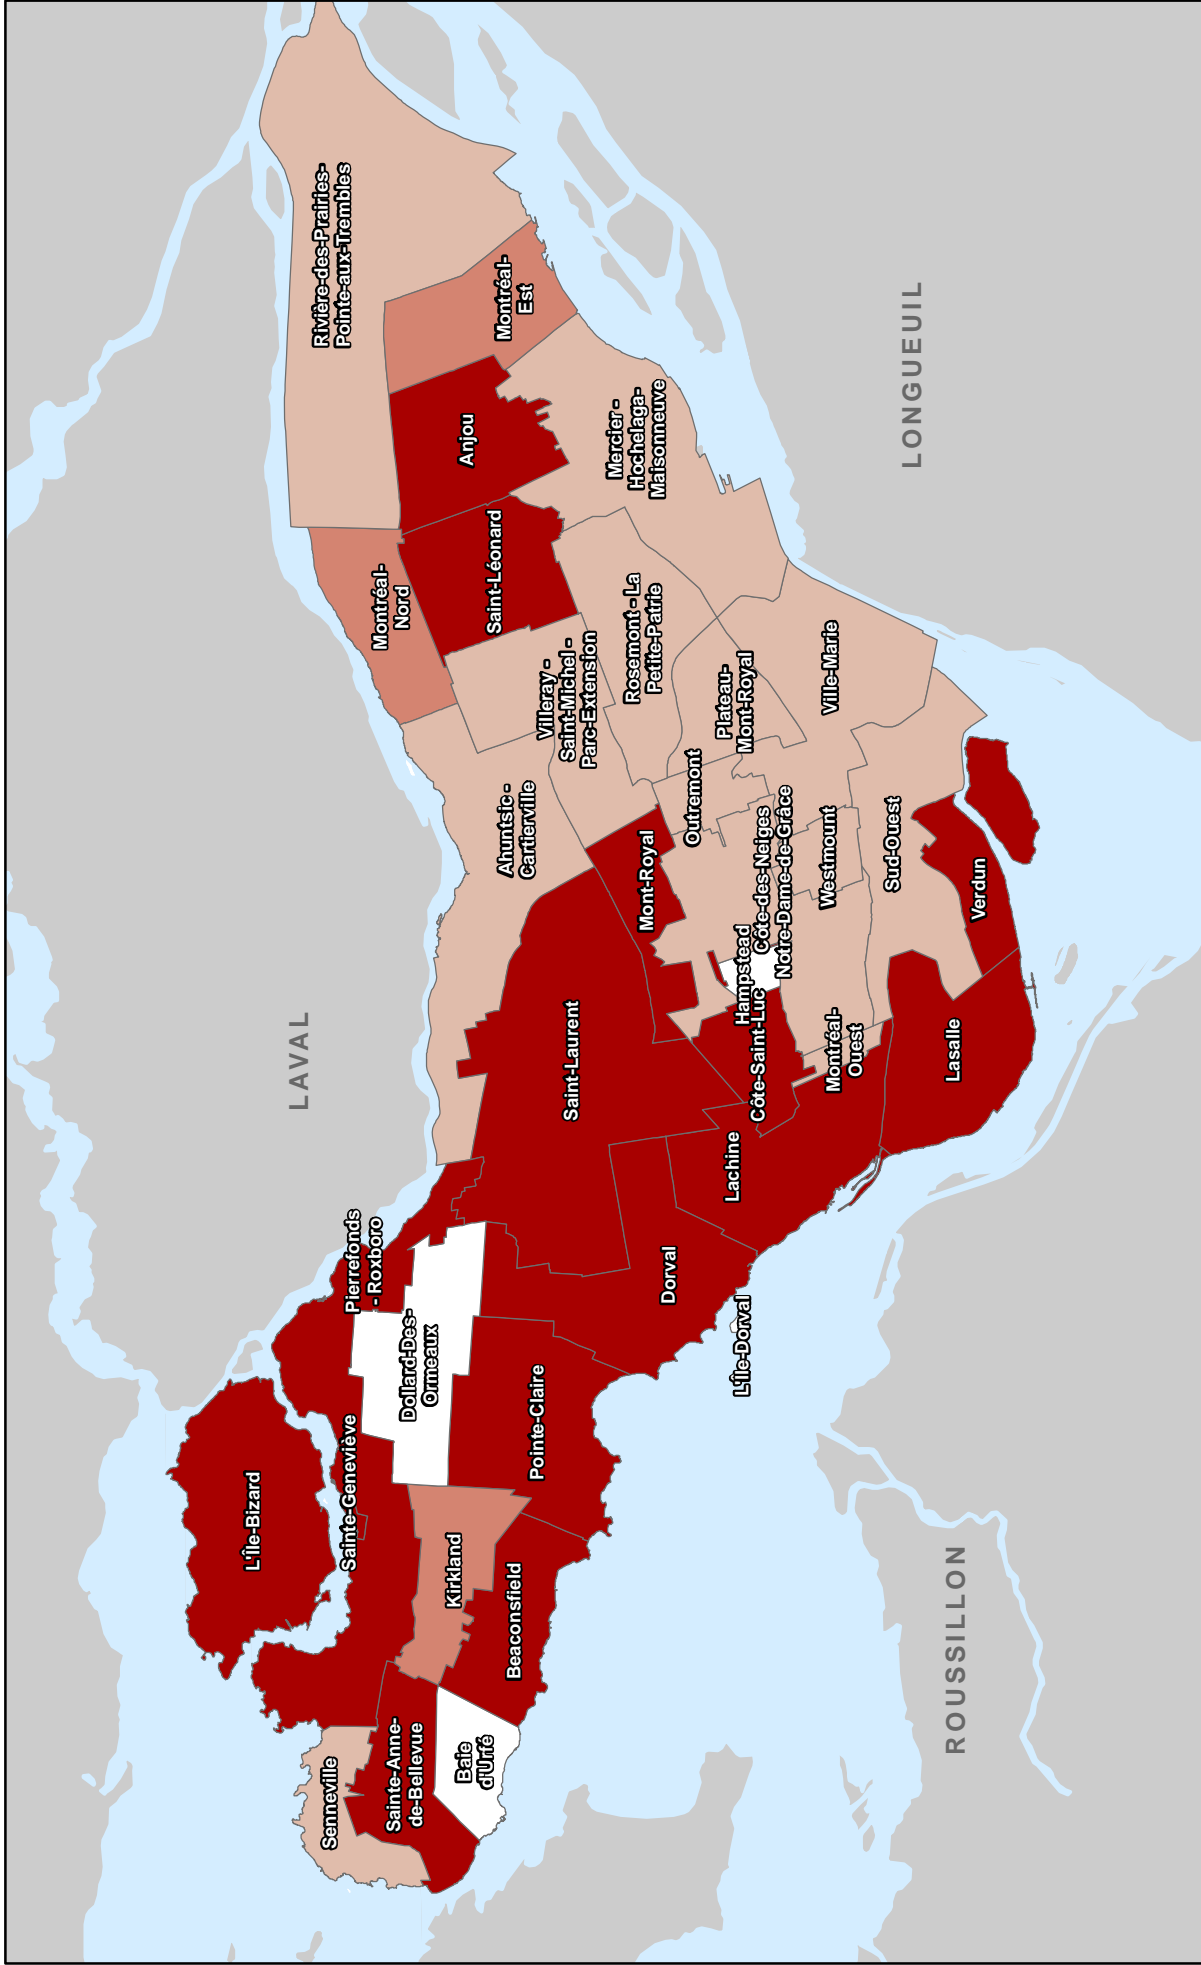 Rivière-des-Prairies-
Pointe-aux-Trembles
Montréal-
Est
Anjou
Mercier -
Hochelaga-
Maisonneuve
LONGUEUIL
Montréal-
Nord
Saint-Léonard
Villeray -
Saint-Michel -
Parc-Extension
Rosemont - La
Petite-Patrie
Plateau-
Mont-Royal
Ville-Marie
Ahuntsic -
Cartierville
Outremont
Mont-Royal
Côte-des-Neiges
Notre-Dame-de-Grâce
Westmount
Sud-Ouest
Verdun
Hampstead
Côte-Saint-Luc
Montréal-
Ouest
Lasalle
LAVAL
Saint-Laurent
Lachine
Dorval
L'Île-Dorval
Pierrefonds
- Roxboro
Dollard-Des-
Ormeaux
Pointe-Claire
L'Île-Bizard
Sainte-Geneviève
Kirkland
Beaconsfield
ROUSSILLON
Senneville
Sainte-Anne-
de-Bellevue
Baie
d'Urfé